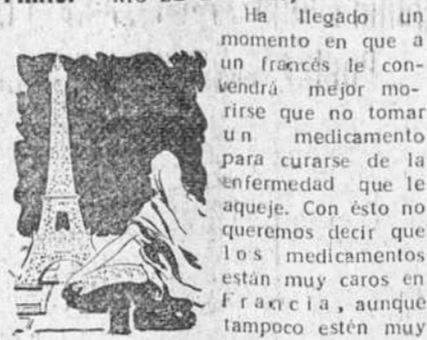 Ha llegado un
momento en que a
un francés le con-
vendrá mejor mo-
rirse que no tomar
un medicamento
para curarse de la
enfermedad que le
aqueje. Con ésto no
queremos decir que
los medicamentos
están muy caros en
Francia, aunque
tampoco estén muy